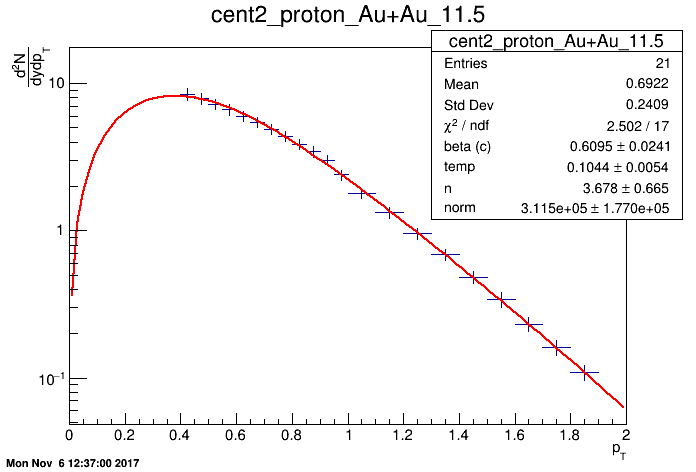 cent2_proton_Au+Au_11.5
cent2_proton_Au+Au_11.5
Entries 21
Mean 0.6922
Std Dev 0.2409
χ² / ndf 2.502 / 17
beta (c) 0.6095 ± 0.0241
temp 0.1044 ± 0.0054
n 3.678 ± 0.665
norm 3.115e+05 ± 1.770e+05
d²N
dydp_T
10
1
10⁻¹
0 0.2 0.4 0.6 0.8 1 1.2 1.4 1.6 1.8 2
p_T
Mon Nov 6 12:37:00 2017